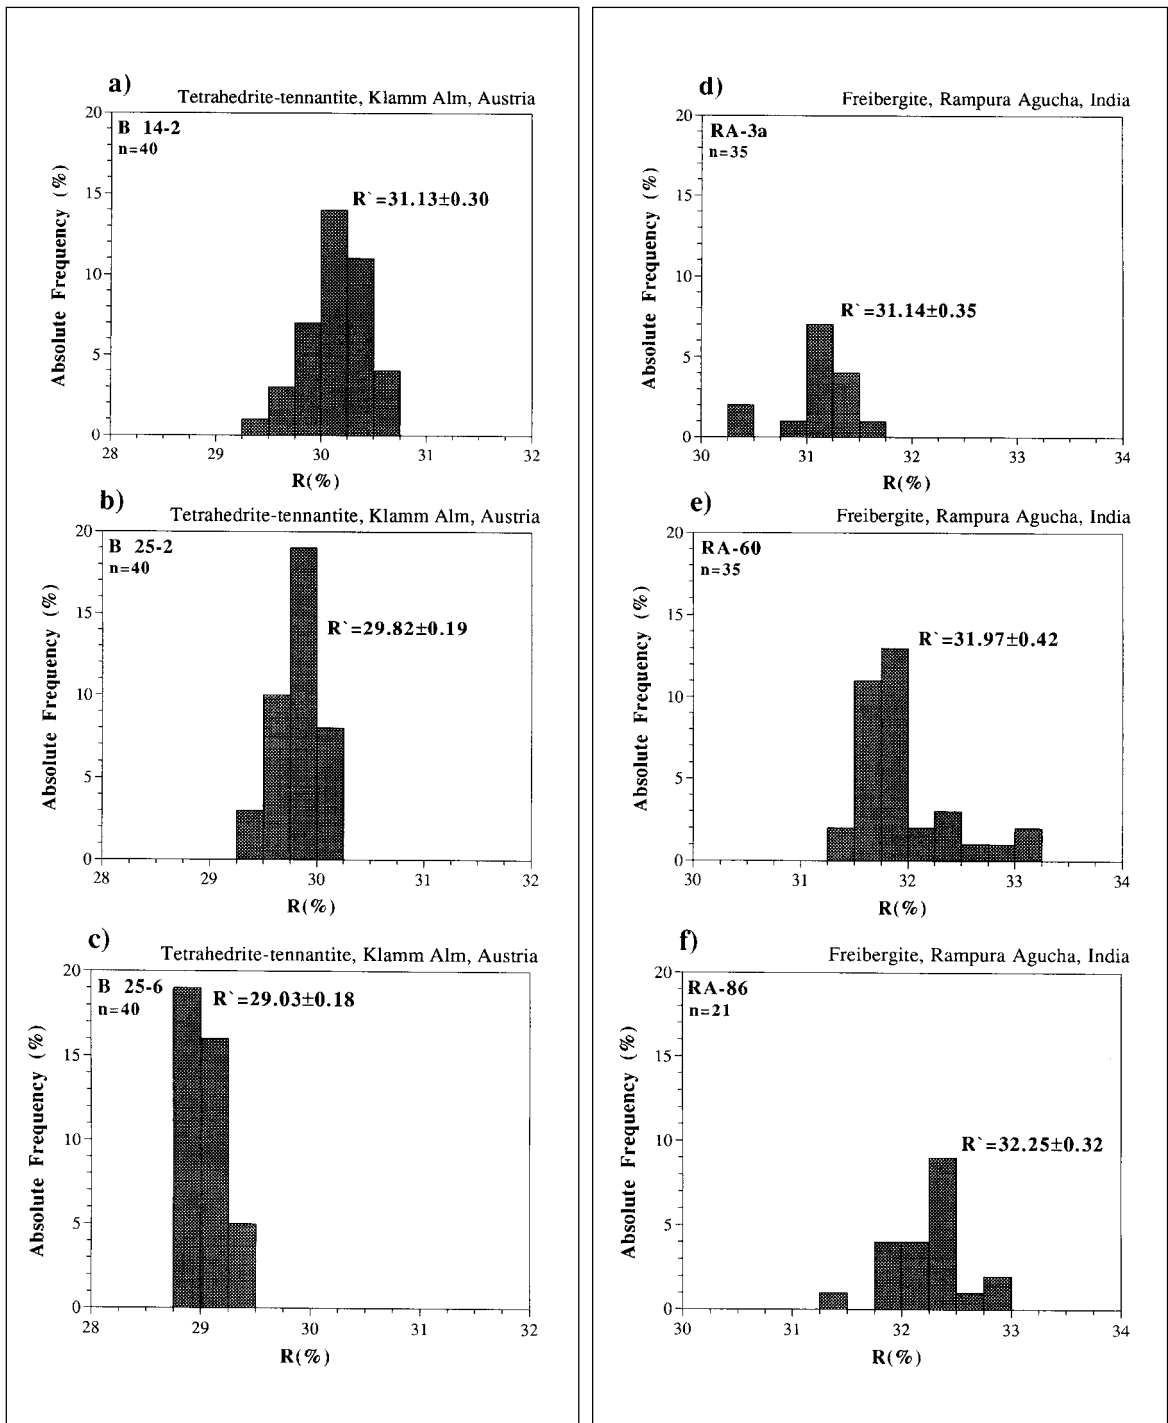 a)
Tetrahedrite-tennantite, Klamm Alm, Austria
B 14-2
n=40
R`=31.13±0.30
20
15
10
5
0
Absolute Frequency (%)
28 29 30 31 32
R(%)
b)
Tetrahedrite-tennantite, Klamm Alm, Austria
B 25-2
n=40
R`=29.82±0.19
20
15
10
5
0
Absolute Frequency (%)
28 29 30 31 32
R(%)
c)
Tetrahedrite-tennantite, Klamm Alm, Austria
B 25-6
n=40
R`=29.03±0.18
20
15
10
5
0
Absolute Frequency (%)
28 29 30 31 32
R(%)
d)
Freibergite, Rampura Agucha, India
RA-3a
n=35
R`=31.14±0.35
20
15
10
5
0
Absolute Frequency (%)
30 31 32 33 34
R(%)
e)
Freibergite, Rampura Agucha, India
RA-60
n=35
R`=31.97±0.42
20
15
10
5
0
Absolute Frequency (%)
30 31 32 33 34
R(%)
f)
Freibergite, Rampura Agucha, India
RA-86
n=21
R`=32.25±0.32
20
15
10
5
0
Absolute Frequency (%)
30 31 32 33 34
R(%)